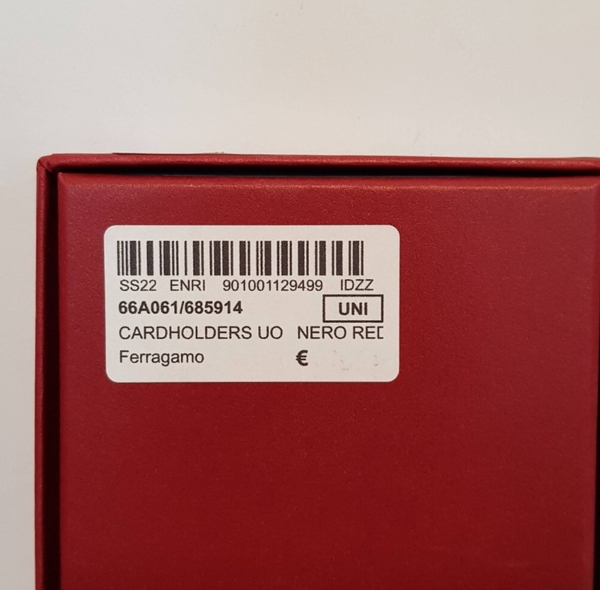 SS22 ENRI 901001129499 IDZZ
66A061/685914 UNI
CARDHOLDERS UO NERO RED
Ferragamo €